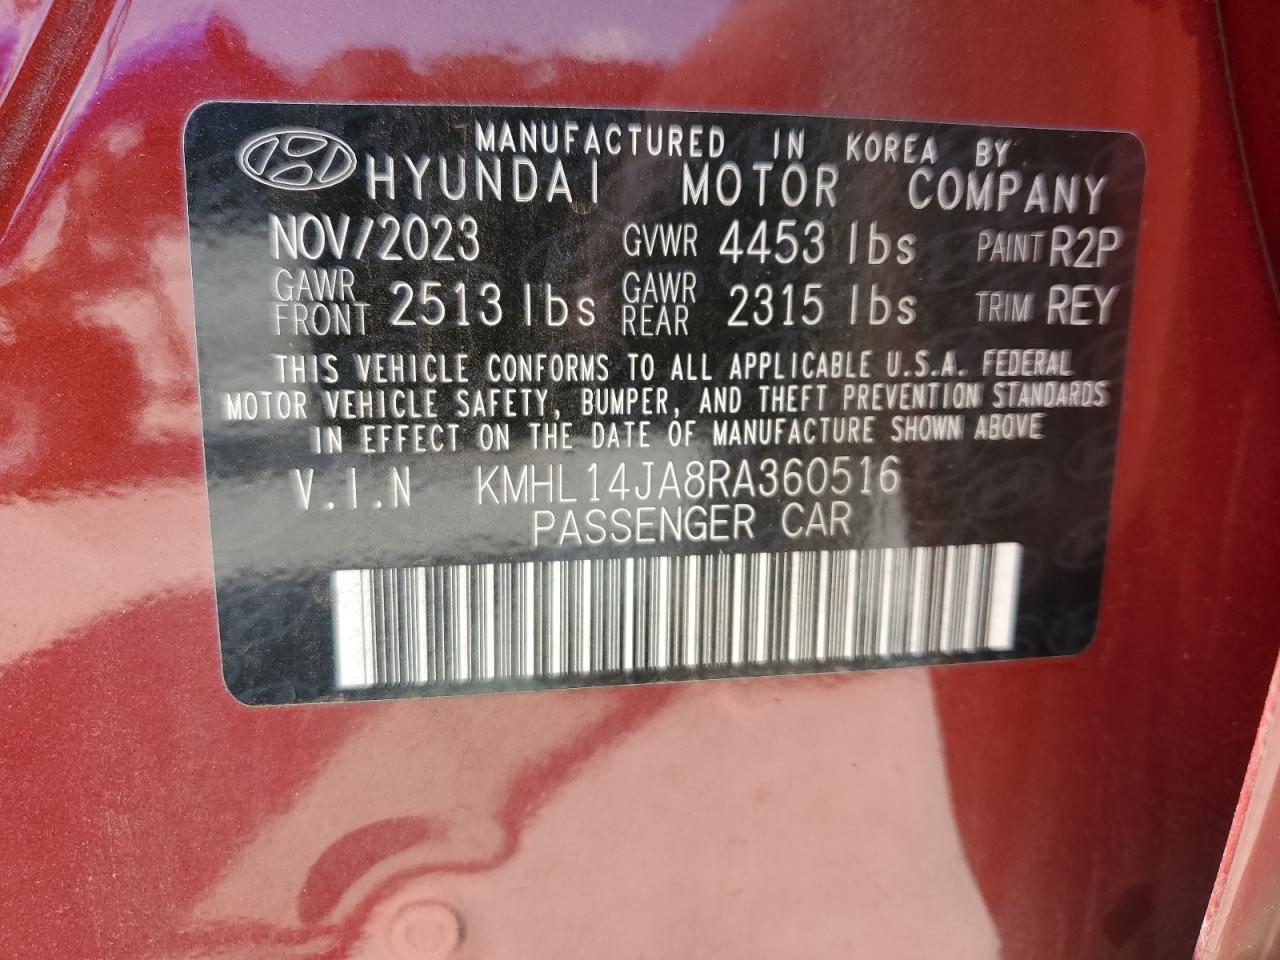 MANUFACTURED IN KOREA BY
HYUNDAI MOTOR COMPANY
NOV/2023 GVWR 4453 lbs PAINT R2P
GAWR FRONT 2513 lbs GAWR REAR 2315 lbs TRIM REY
THIS VEHICLE CONFORMS TO ALL APPLICABLE U.S.A. FEDERAL
MOTOR VEHICLE SAFETY, BUMPER, AND THEFT PREVENTION STANDARDS
IN EFFECT ON THE DATE OF MANUFACTURE SHOWN ABOVE
V.I.N KMHL14JA8RA360516
PASSENGER CAR